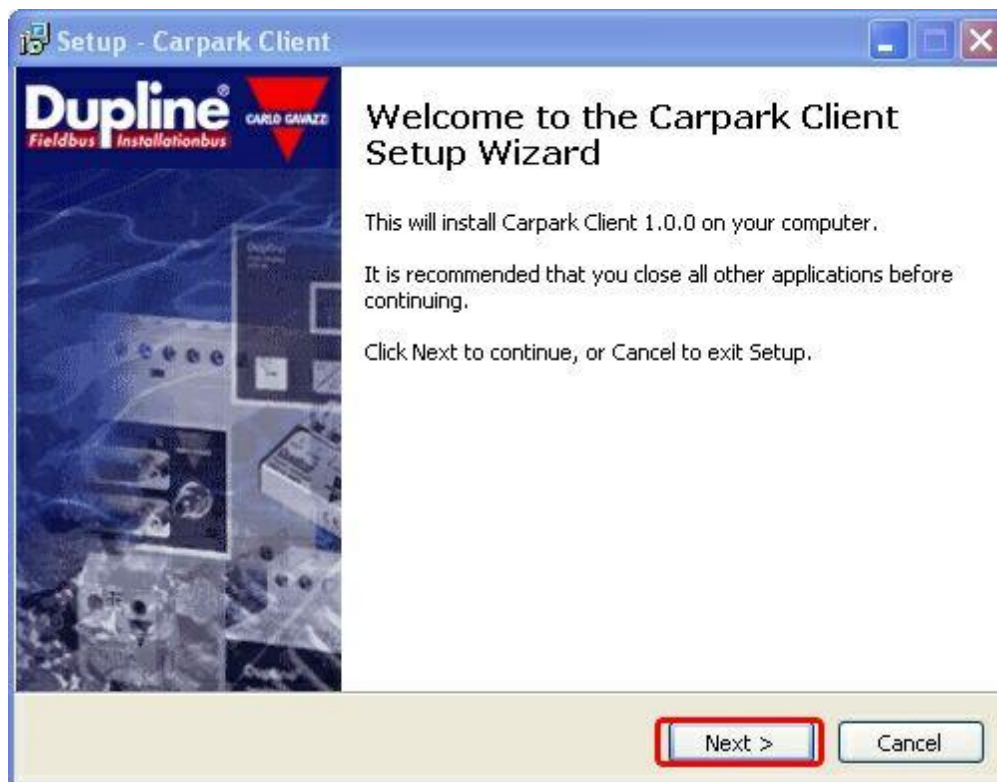 Setup - Carpark Client
Dupline®
Fieldbus Installationbus
CARLO GAVAZZI
Welcome to the Carpark Client
Setup Wizard
This will install Carpark Client 1.0.0 on your computer.
It is recommended that you close all other applications before
continuing.
Click Next to continue, or Cancel to exit Setup.
Dupline
Dupline
Next >
Cancel